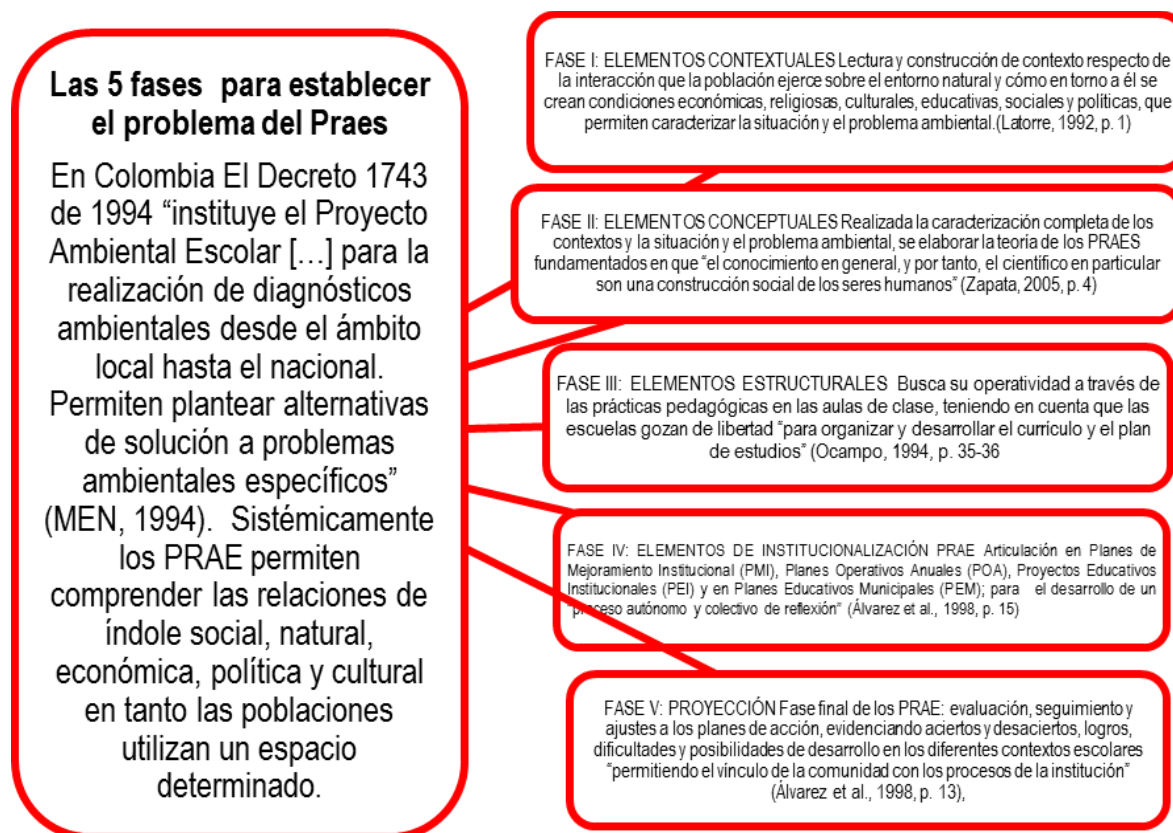 Las 5 fases para establecer
el problema del Praes
En Colombia El Decreto 1743
de 1994 “instituye el Proyecto
Ambiental Escolar […] para la
realización de diagnósticos
ambientales desde el ámbito
local hasta el nacional.
Permiten plantear alternativas
de solución a problemas
ambientales específicos”
(MEN, 1994). Sistémicamente
los PRAE permiten
comprender las relaciones de
índole social, natural,
económica, política y cultural
en tanto las poblaciones
utilizan un espacio
determinado.
FASE I: ELEMENTOS CONTEXTUALES Lectura y construcción de contexto respecto de
la interacción que la población ejerce sobre el entorno natural y cómo en torno a él se
crean condiciones económicas, religiosas, culturales, educativas, sociales y políticas, que
permiten caracterizar la situación y el problema ambiental.(Latorre, 1992, p. 1)
FASE II: ELEMENTOS CONCEPTUALES Realizada la caracterización completa de los
contextos y la situación y el problema ambiental, se elaborar la teoría de los PRAES
fundamentados en que “el conocimiento en general, y por tanto, el científico en particular
son una construcción social de los seres humanos” (Zapata, 2005, p. 4)
FASE III: ELEMENTOS ESTRUCTURALES Busca su operatividad a través de
las prácticas pedagógicas en las aulas de clase, teniendo en cuenta que las
escuelas gozan de libertad “para organizar y desarrollar el currículo y el plan
de estudios” (Ocampo, 1994, p. 35-36
FASE IV: ELEMENTOS DE INSTITUCIONALIZACIÓN PRAE Articulación en Planes de
Mejoramiento Institucional (PMI), Planes Operativos Anuales (POA), Proyectos Educativos
Institucionales (PEI) y en Planes Educativos Municipales (PEM); para el desarrollo de un
“proceso autónomo y colectivo de reflexión” (Álvarez et al., 1998, p. 15)
FASE V: PROYECCIÓN Fase final de los PRAE: evaluación, seguimiento y
ajustes a los planes de acción, evidenciando aciertos y desaciertos, logros,
dificultades y posibilidades de desarrollo en los diferentes contextos escolares
“permitiendo el vínculo de la comunidad con los procesos de la institución”
(Álvarez et al., 1998, p. 13),